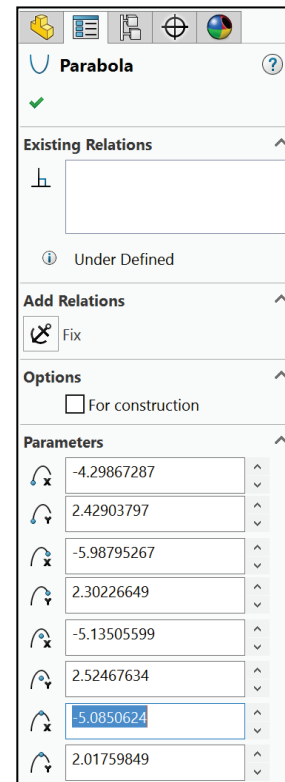 Parabola
?
Existing Relations
Under Defined
Add Relations
Fix
Options
For construction
Parameters
X -4.29867287
Y 2.42903797
X -5.98795267
Y 2.30226649
X -5.13505599
Y 2.52467634
X -5.0850624
Y 2.01759849